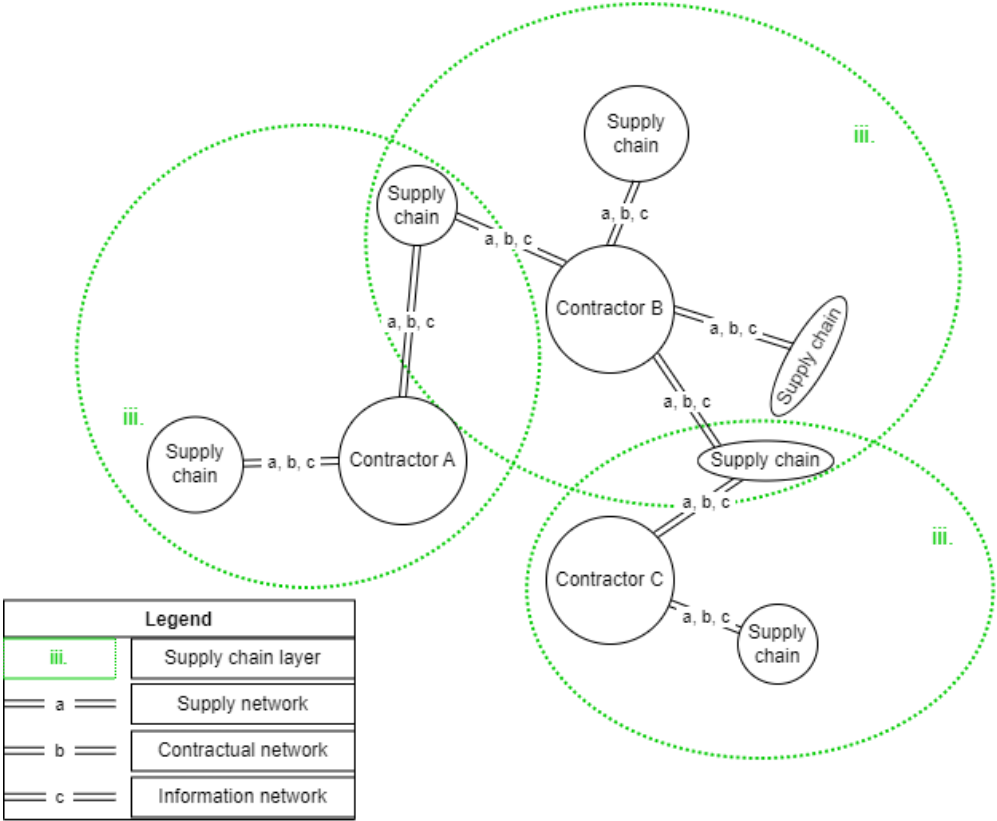 iii.
Supply
chain
Supply
chain
a, b, c
a, b, c
Contractor B
a, b, c
a, b, c
Supply chain
a, b, c
iii.
Supply
chain
a, b, c
Contractor A
Supply chain
a, b, c
iii.
Contractor C
a, b, c
Supply
chain
Legend
iii. Supply chain layer
a Supply network
b Contractual network
c Information network